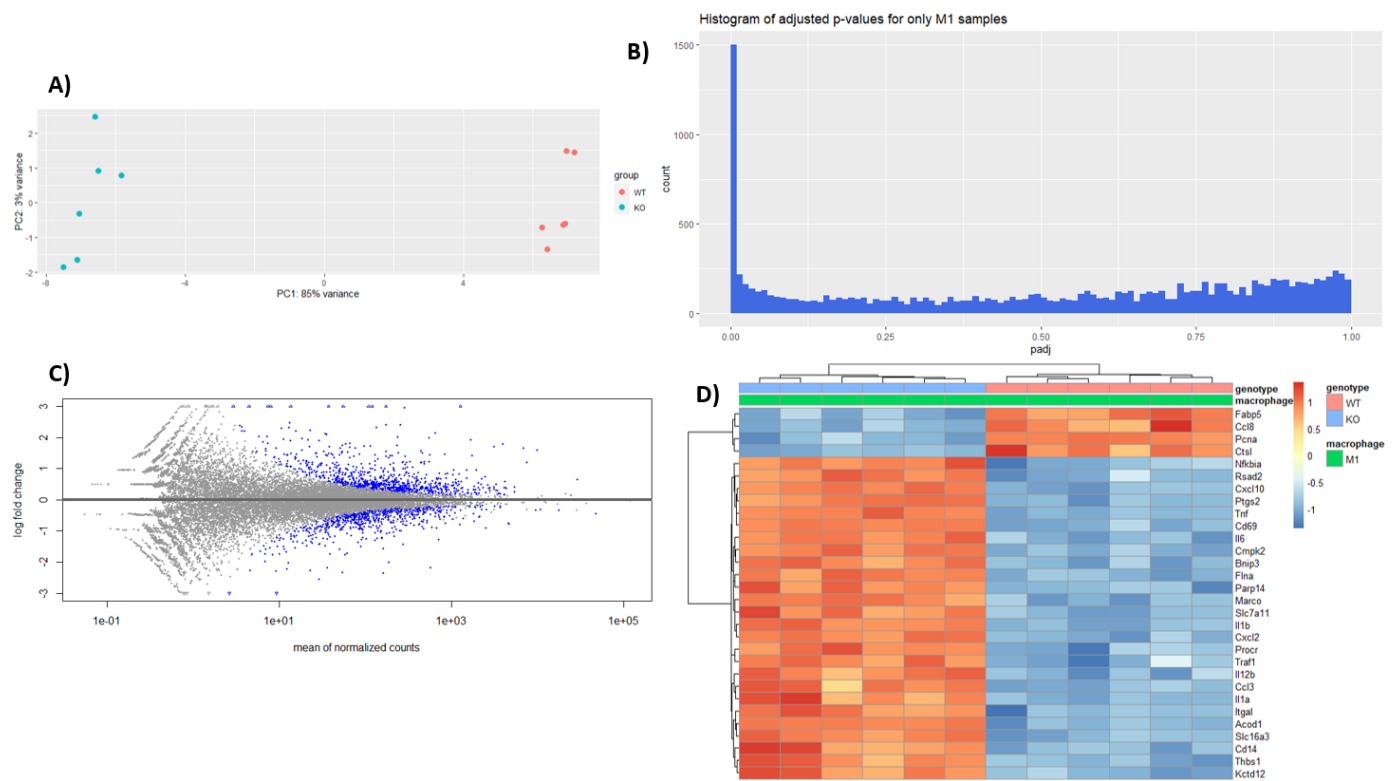 A)
2
1
0
-1
-2
PC2: 3% variance
-8
-4
0
4
PC1: 85% variance
group
WT
KO
B)
Histogram of adjusted p-values for only M1 samples
1500
1000
500
0
count
0.00
0.25
0.50
0.75
1.00
padj
C)
3
2
1
0
-1
-2
-3
log fold change
1e-01
1e+01
1e+03
1e+05
mean of normalized counts
D)
genotype
macrophage
Fabp5
Ccl8
Pcna
Ctsl
Nfkbia
Rsad2
Cxcl10
Ptgs2
Tnf
Cd69
Il6
Cmpk2
Bnip3
Flna
Parp14
Marco
Slc7a11
Il1b
Cxcl2
Procr
Traf1
Il12b
Ccl3
Il1a
Itgal
Acod1
Slc16a3
Cd14
Thbs1
Kctd12
1
0.5
0
-0.5
-1
genotype
WT
KO
macrophage
M1